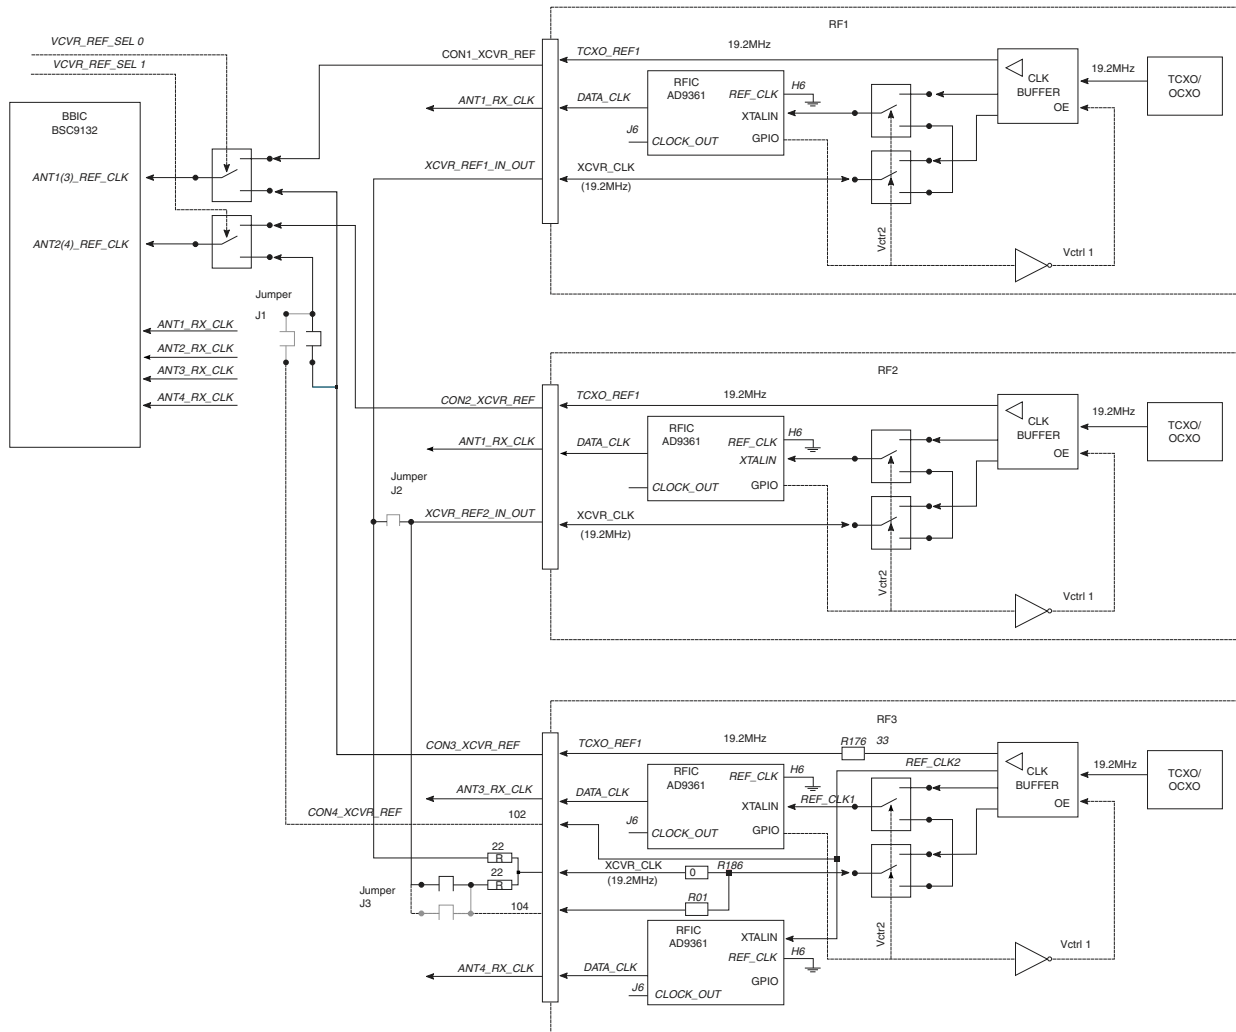 VCVR_REF_SEL 0
VCVR_REF_SEL 1
BBIC
BSC9132
ANT1(3)_REF_CLK
ANT2(4)_REF_CLK
ANT1_RX_CLK
ANT2_RX_CLK
ANT3_RX_CLK
ANT4_RX_CLK
Jumper
J1
Jumper
J2
Jumper
J3
CON1_XCVR_REF
ANT1_RX_CLK
XCVR_REF1_IN_OUT
RF1
TCXO_REF1
19.2MHz
DATA_CLK
RFIC
AD9361
REF_CLK
H6
XTALIN
GPIO
J6
CLOCK_OUT
XCVR_CLK
(19.2MHz)
CLK
BUFFER
OE
19.2MHz
TCXO/
OCXO
Vctr2
Vctrl 1
CON2_XCVR_REF
ANT1_RX_CLK
XCVR_REF2_IN_OUT
RF2
TCXO_REF1
19.2MHz
DATA_CLK
RFIC
AD9361
REF_CLK
H6
XTALIN
GPIO
CLOCK_OUT
XCVR_CLK
(19.2MHz)
CLK
BUFFER
OE
19.2MHz
TCXO/
OCXO
Vctr2
Vctrl 1
CON3_XCVR_REF
ANT3_RX_CLK
CON4_XCVR_REF
102
22
R
22
R
104
ANT4_RX_CLK
RF3
TCXO_REF1
19.2MHz
R176
33
REF_CLK2
DATA_CLK
RFIC
AD9361
REF_CLK
H6
XTALIN
REF_CLK1
GPIO
J6
CLOCK_OUT
XCVR_CLK
(19.2MHz)
0
R186
R01
CLK
BUFFER
OE
19.2MHz
TCXO/
OCXO
RFIC
AD9361
XTALIN
REF_CLK
H6
GPIO
DATA_CLK
J6
CLOCK_OUT
Vctr2
Vctrl 1